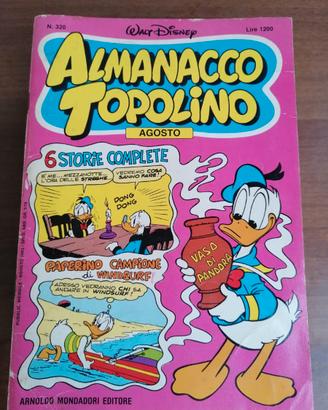 N. 320
WALT DISNEY
Lire 1200
ALMANACCO
TOPOLINO
AGOSTO
6 STORIE COMPLETE
E' ME... MEZZANOTTE...
L'ORA DELLE STREGHE...
VEDREMO COSA
SANNO FARE!
DONG
DONG
PAPERINO CAMPIONE
di WINDSURF
ADESSO VEDRANNO CHI SA
ANDARE IN WINDSURF!
VASO
DI
PANDORA
ARNOLDO MONDADORI EDITORE